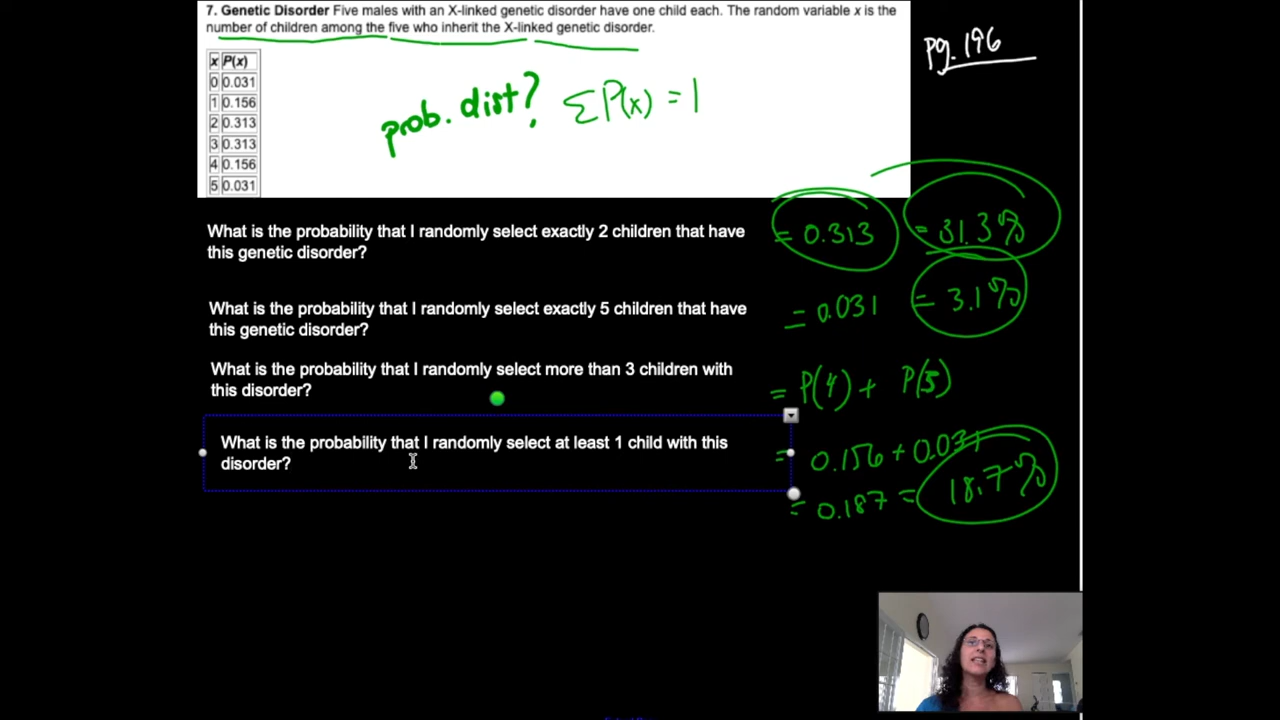 7. Genetic Disorder Five males with an X-linked genetic disorder have one child each. The random variable x is the
number of children among the five who inherit the X-linked genetic disorder.
pg. 196
x P(x)
0 0.031
1 0.156
2 0.313
3 0.313
4 0.156
5 0.031
prob. dist? ΣP(x) = 1
What is the probability that I randomly select exactly 2 children that have
this genetic disorder?
= 0.313 = 31.3%
What is the probability that I randomly select exactly 5 children that have
this genetic disorder?
= 0.031 = 3.1%
What is the probability that I randomly select more than 3 children with
this disorder?
= P(4) + P(5)
= 0.156 + 0.031
= 0.187 = 18.7%
What is the probability that I randomly select at least 1 child with this
disorder?